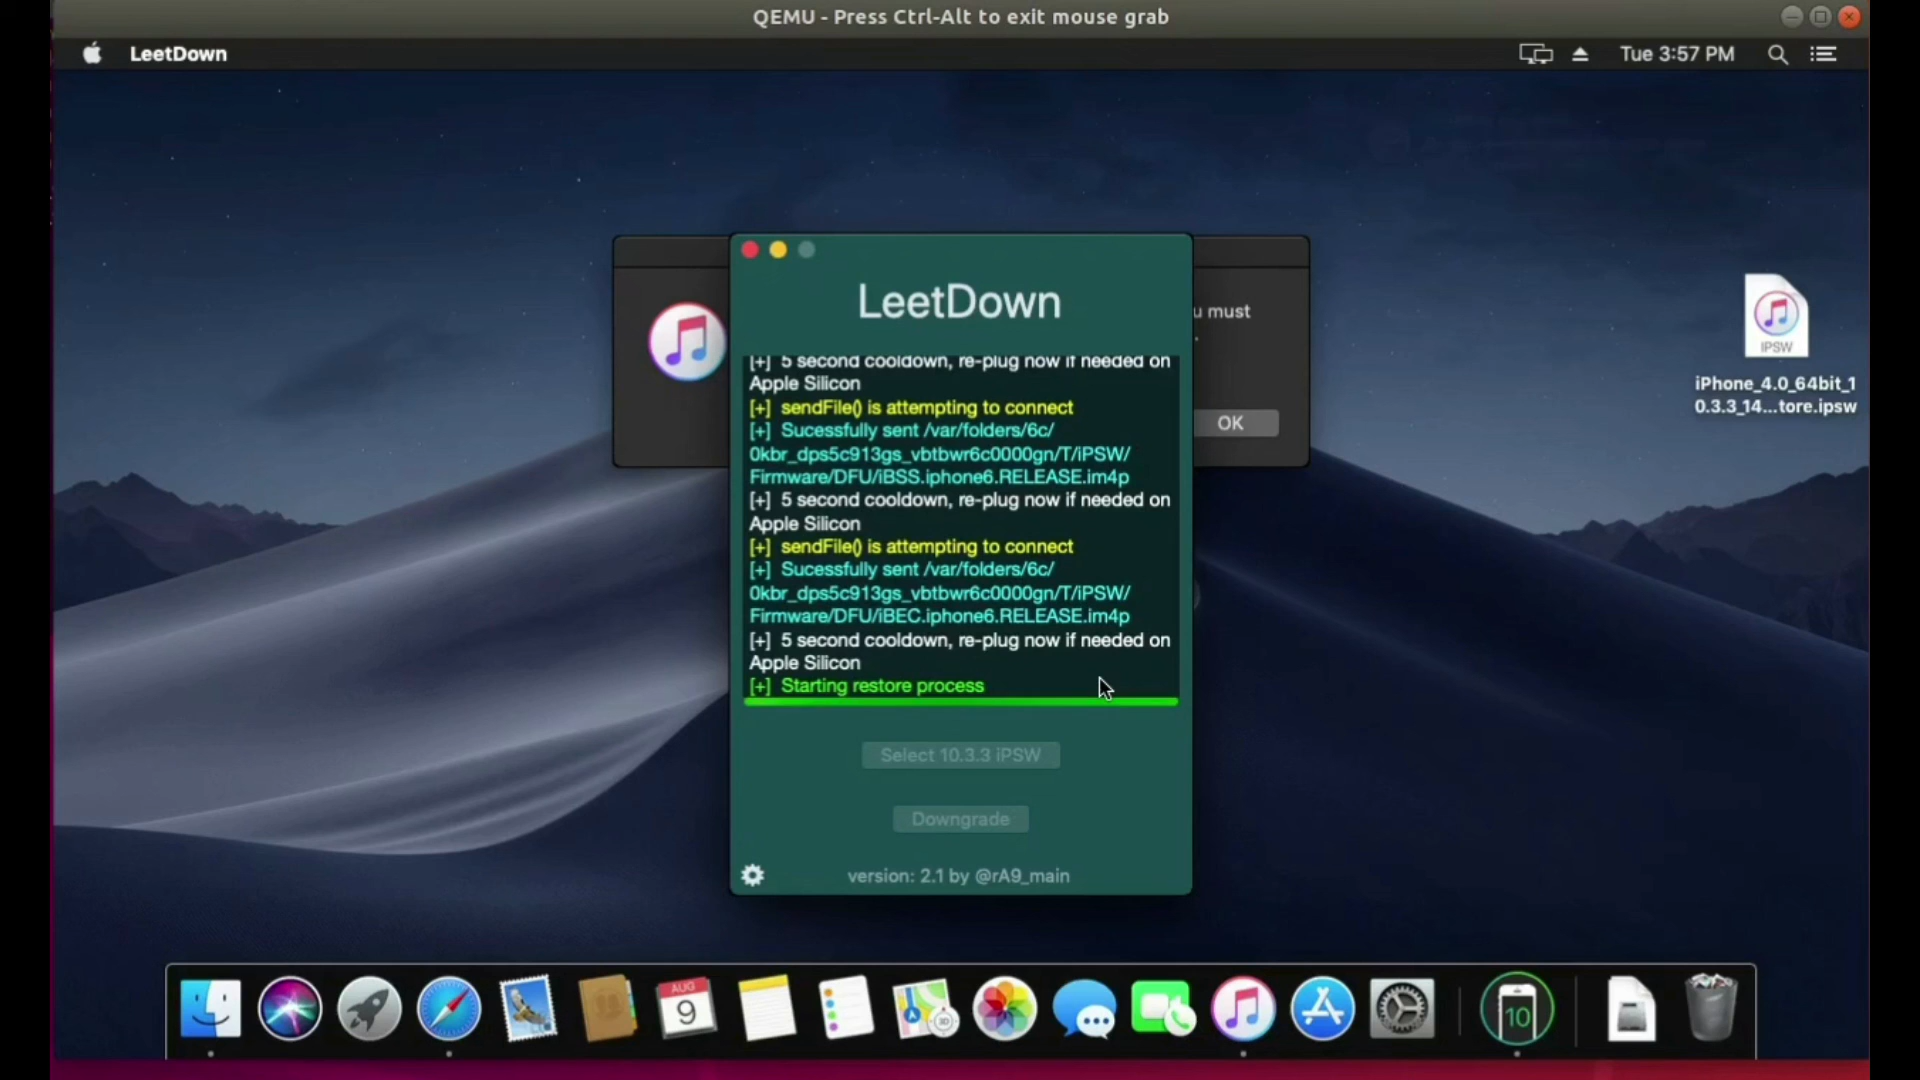 QEMU - Press Ctrl-Alt to exit mouse grab
LeetDown
Tue 3:57 PM
LeetDown
u must
.
OK
[+] 5 second cooldown, re-plug now if needed on
Apple Silicon
[+] sendFile() is attempting to connect
[+] Sucessfully sent /var/folders/6c/
0kbr_dps5c913gs_vbtbwr6c0000gn/T/iPSW/
Firmware/DFU/iBSS.iphone6.RELEASE.im4p
[+] 5 second cooldown, re-plug now if needed on
Apple Silicon
[+] sendFile() is attempting to connect
[+] Sucessfully sent /var/folders/6c/
0kbr_dps5c913gs_vbtbwr6c0000gn/T/iPSW/
Firmware/DFU/iBEC.iphone6.RELEASE.im4p
[+] 5 second cooldown, re-plug now if needed on
Apple Silicon
[+] Starting restore process
Select 10.3.3 iPSW
Downgrade
version: 2.1 by @rA9_main
IPSW
iPhone_4.0_64bit_1
0.3.3_14...tore.ipsw
AUG
9
3D
10